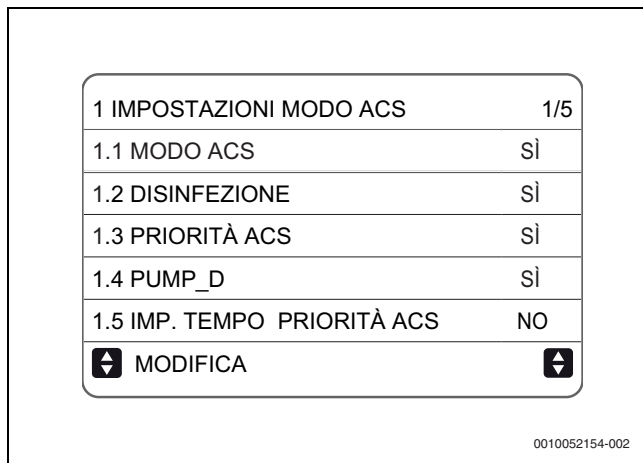 1 IMPOSTAZIONI MODO ACS 1/5
1.1 MODO ACS SÌ
1.2 DISINFEZIONE SÌ
1.3 PRIORITÀ ACS SÌ
1.4 PUMP_D SÌ
1.5 IMP. TEMPO PRIORITÀ ACS NO
MODIFICA
0010052154-002